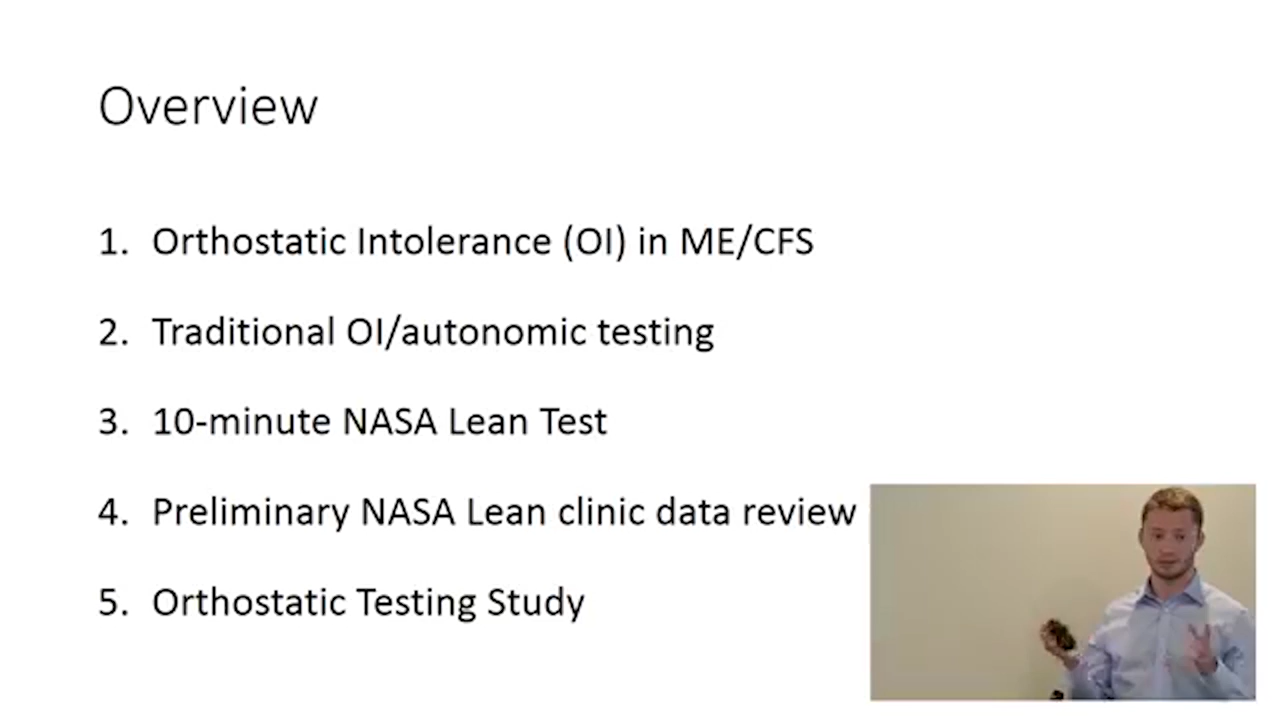 Overview
1. Orthostatic Intolerance (OI) in ME/CFS
2. Traditional OI/autonomic testing
3. 10-minute NASA Lean Test
4. Preliminary NASA Lean clinic data review
5. Orthostatic Testing Study